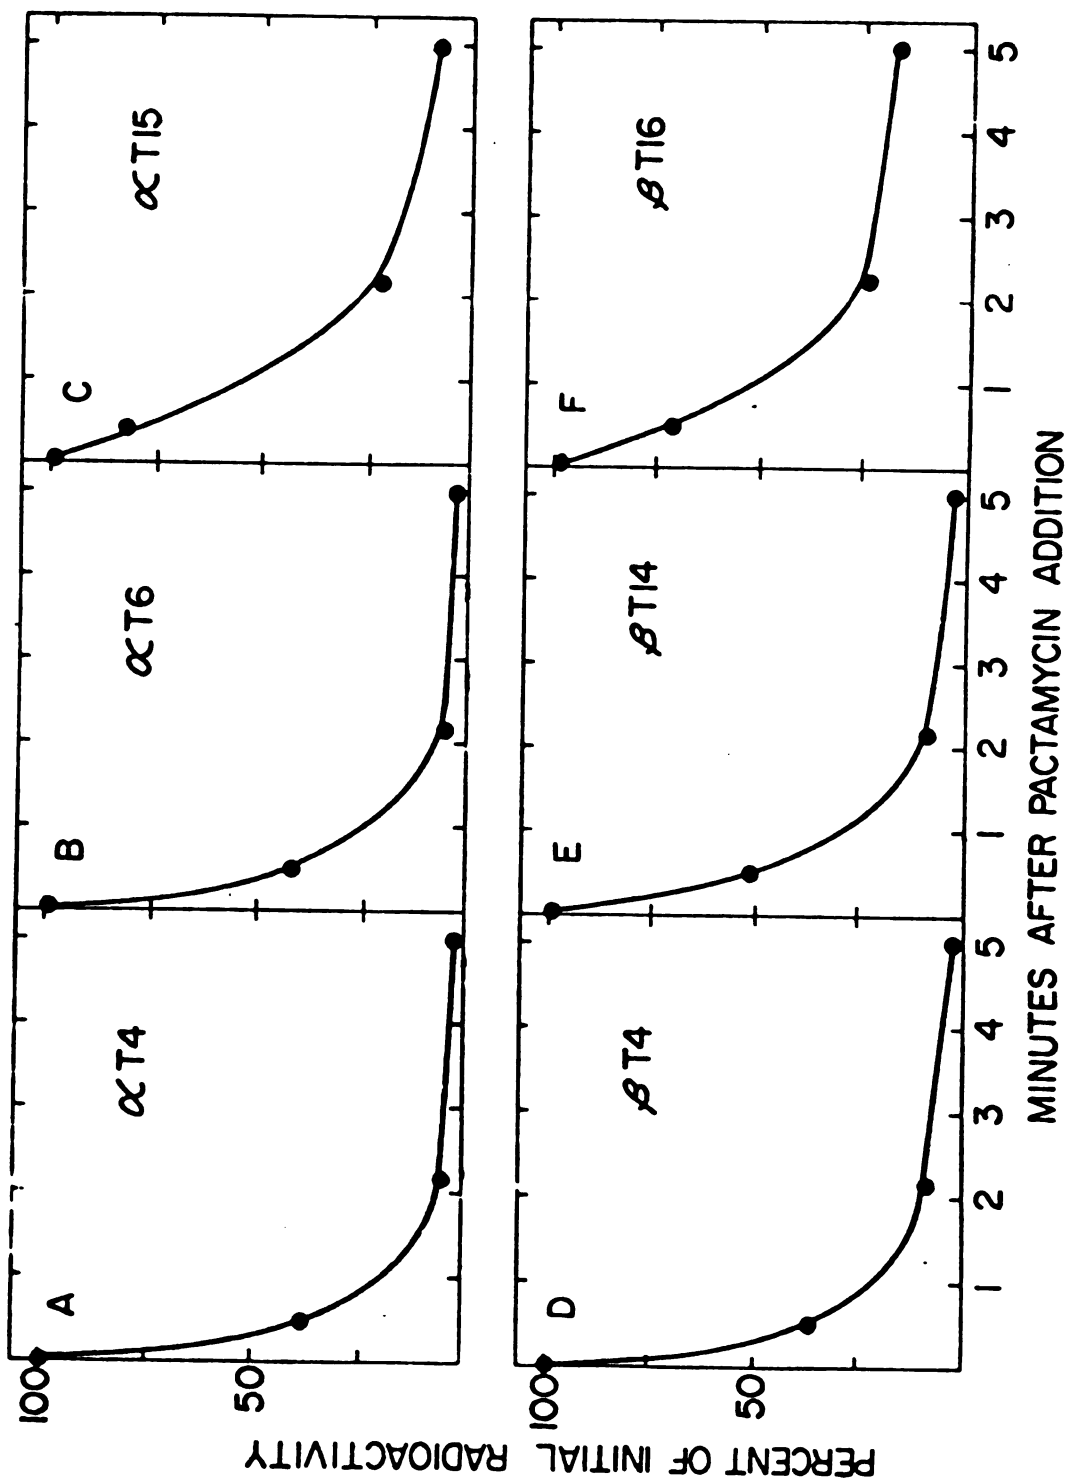 A
αT4
B
αT6
C
αT15
100
50
D
βT4
E
βT14
F
βT16
100
50
1 2 3 4 5 1 2 3 4 5 1 2 3 4 5
MINUTES AFTER PACTAMYCIN ADDITION
PERCENT OF INITIAL RADIOACTIVITY